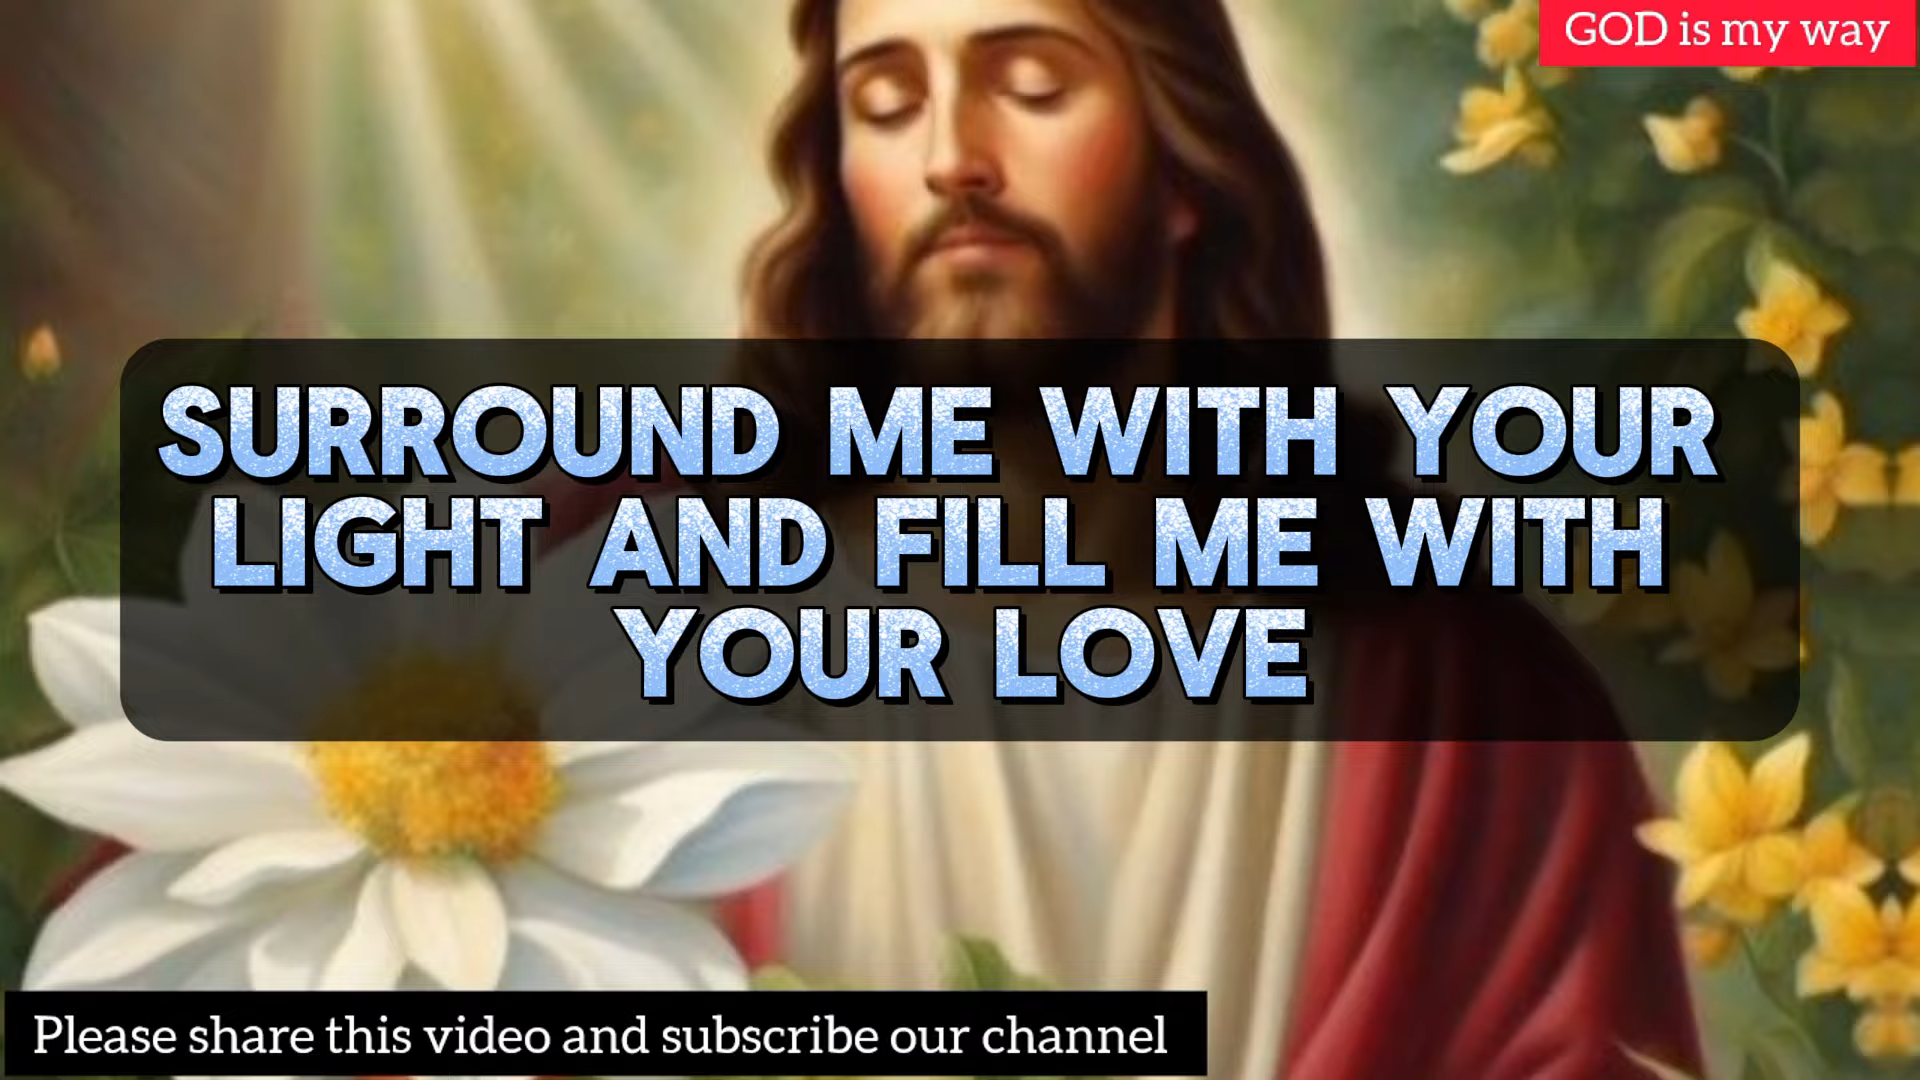 GOD is my way
SURROUND ME WITH YOUR
LIGHT AND FILL ME WITH
YOUR LOVE
Please share this video and subscribe our channel